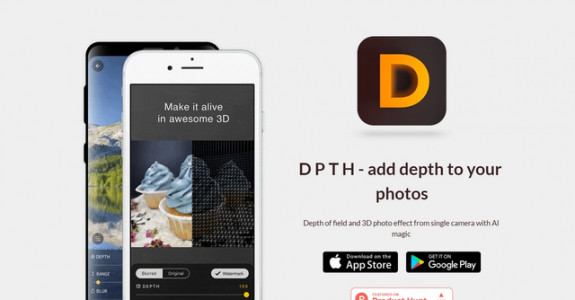 Make it alive
in awesome 3D
Blurred Original Watermark
DEPTH
DEPTH
RANGE
BLUR
D
D P T H - add depth to your
photos
Depth of field and 3D photo effect from single camera with AI
magic
Download on the
App Store
GET IT ON
Google Play
FEATURED ON
Product Hunt